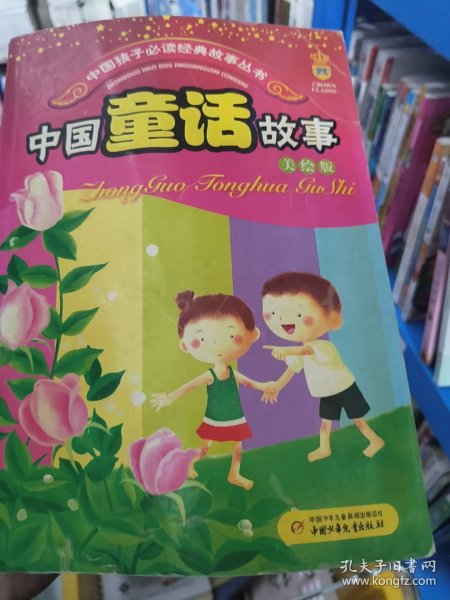 中国孩子必读经典故事丛书
ZHONGGUO HAIZI BIDU JINGDIANGUSHI CONGSHU
CROWN
CLASSIC
中国童话故事
美绘版
ZhongGuo Tonghua GuShi
中国少年儿童新闻出版总社
中国少年儿童出版社
孔夫子旧书网
www.kongfz.com